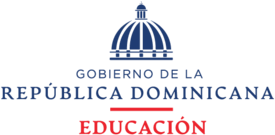 GOBIERNO DE LA
REPÚBLICA DOMINICANA
EDUCACIÓN